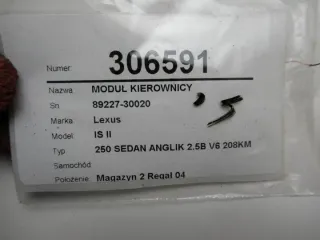 Numer 306591
Nazwa MODUŁ KIEROWNICY
Sn 89227-30020
Marka Lexus
Model IS II
Typ 250 SEDAN ANGLIK 2.5B V6 208KM
Samochód
Położenie Magazyn 2 Regal 04